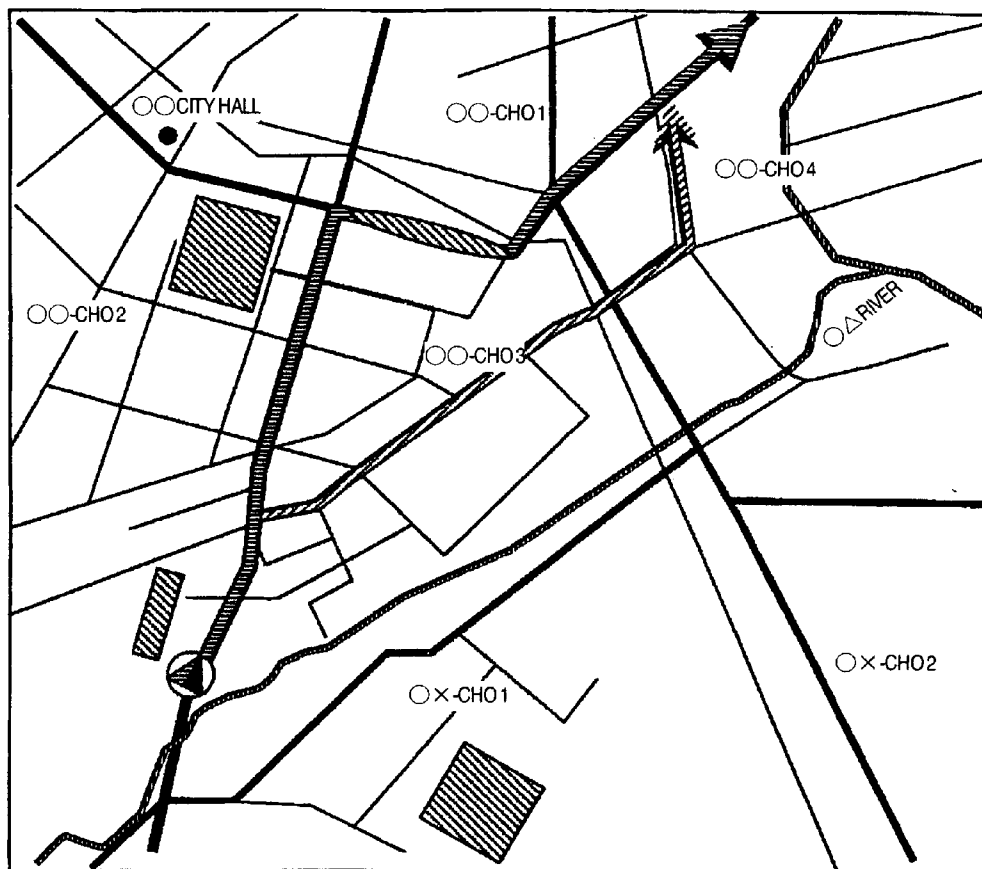 ○○CITY HALL
○○-CHO1
○○-CHO4
○○-CHO2
○△RIVER
○○-CHO3
○×-CHO2
○×-CHO1